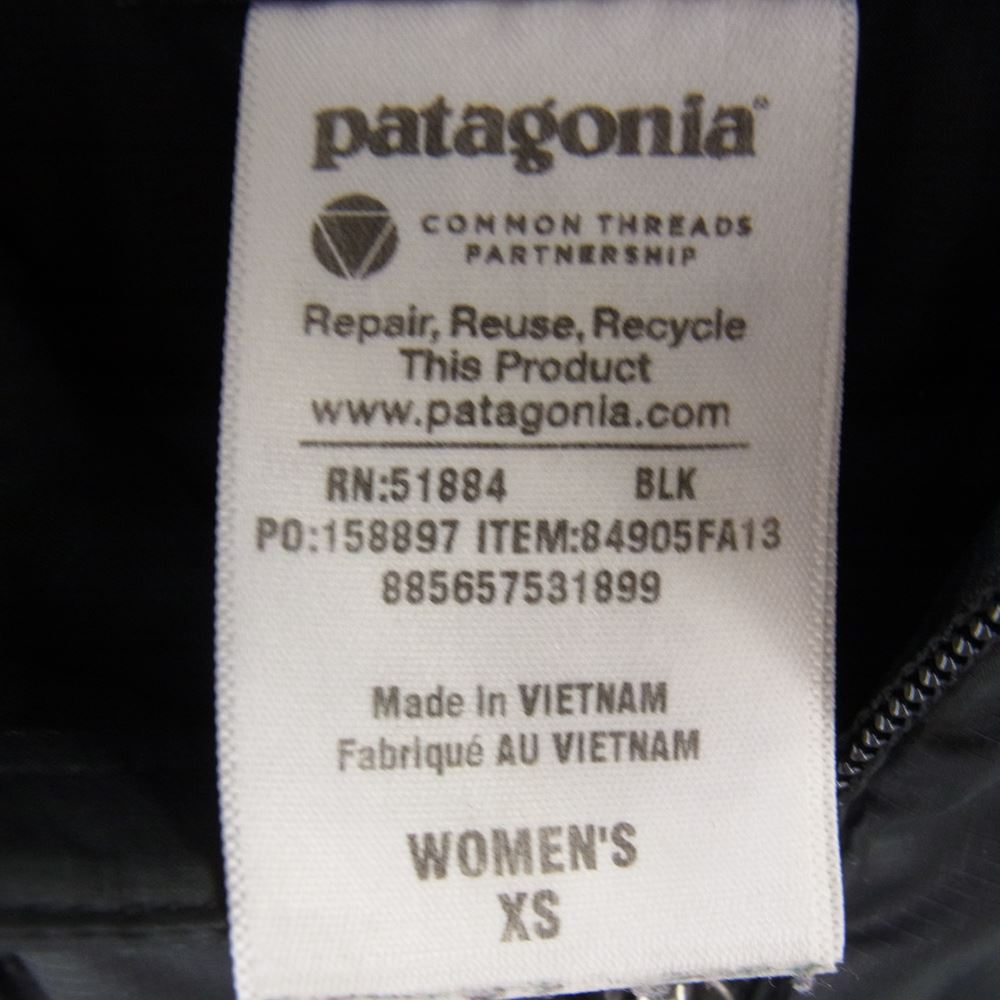 patagonia®
COMMON THREADS
PARTNERSHIP
Repair, Reuse, Recycle
This Product
www.patagonia.com
RN:51884 BLK
PO:158897 ITEM:84905FA13
885657531899
Made In VIETNAM
Fabriqué AU VIETNAM
WOMEN'S
XS